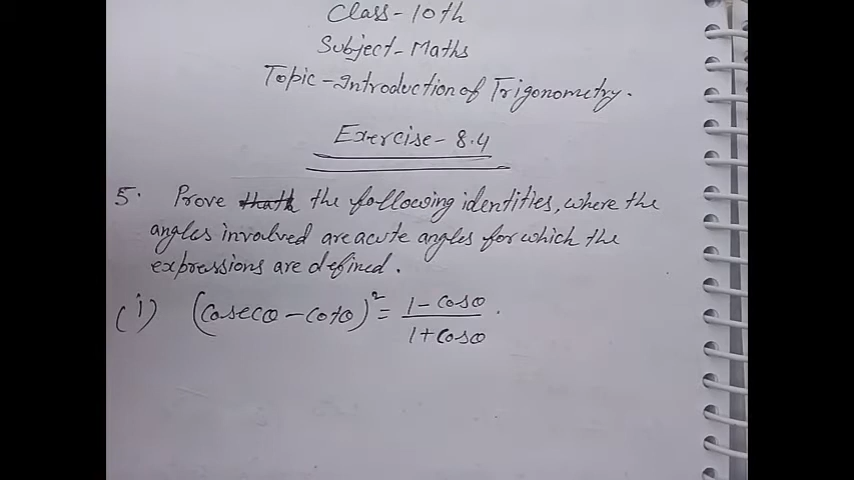 Class-10th
Subject-Maths
Topic-Introduction of Trigonometry.
Exercise-8.4
5. Prove thath the following identities, where the
angles involved are acute angles for which the
expressions are defined.
(i) (cosecθ - cotθ)² = 1-cosθ / 1+cosθ.